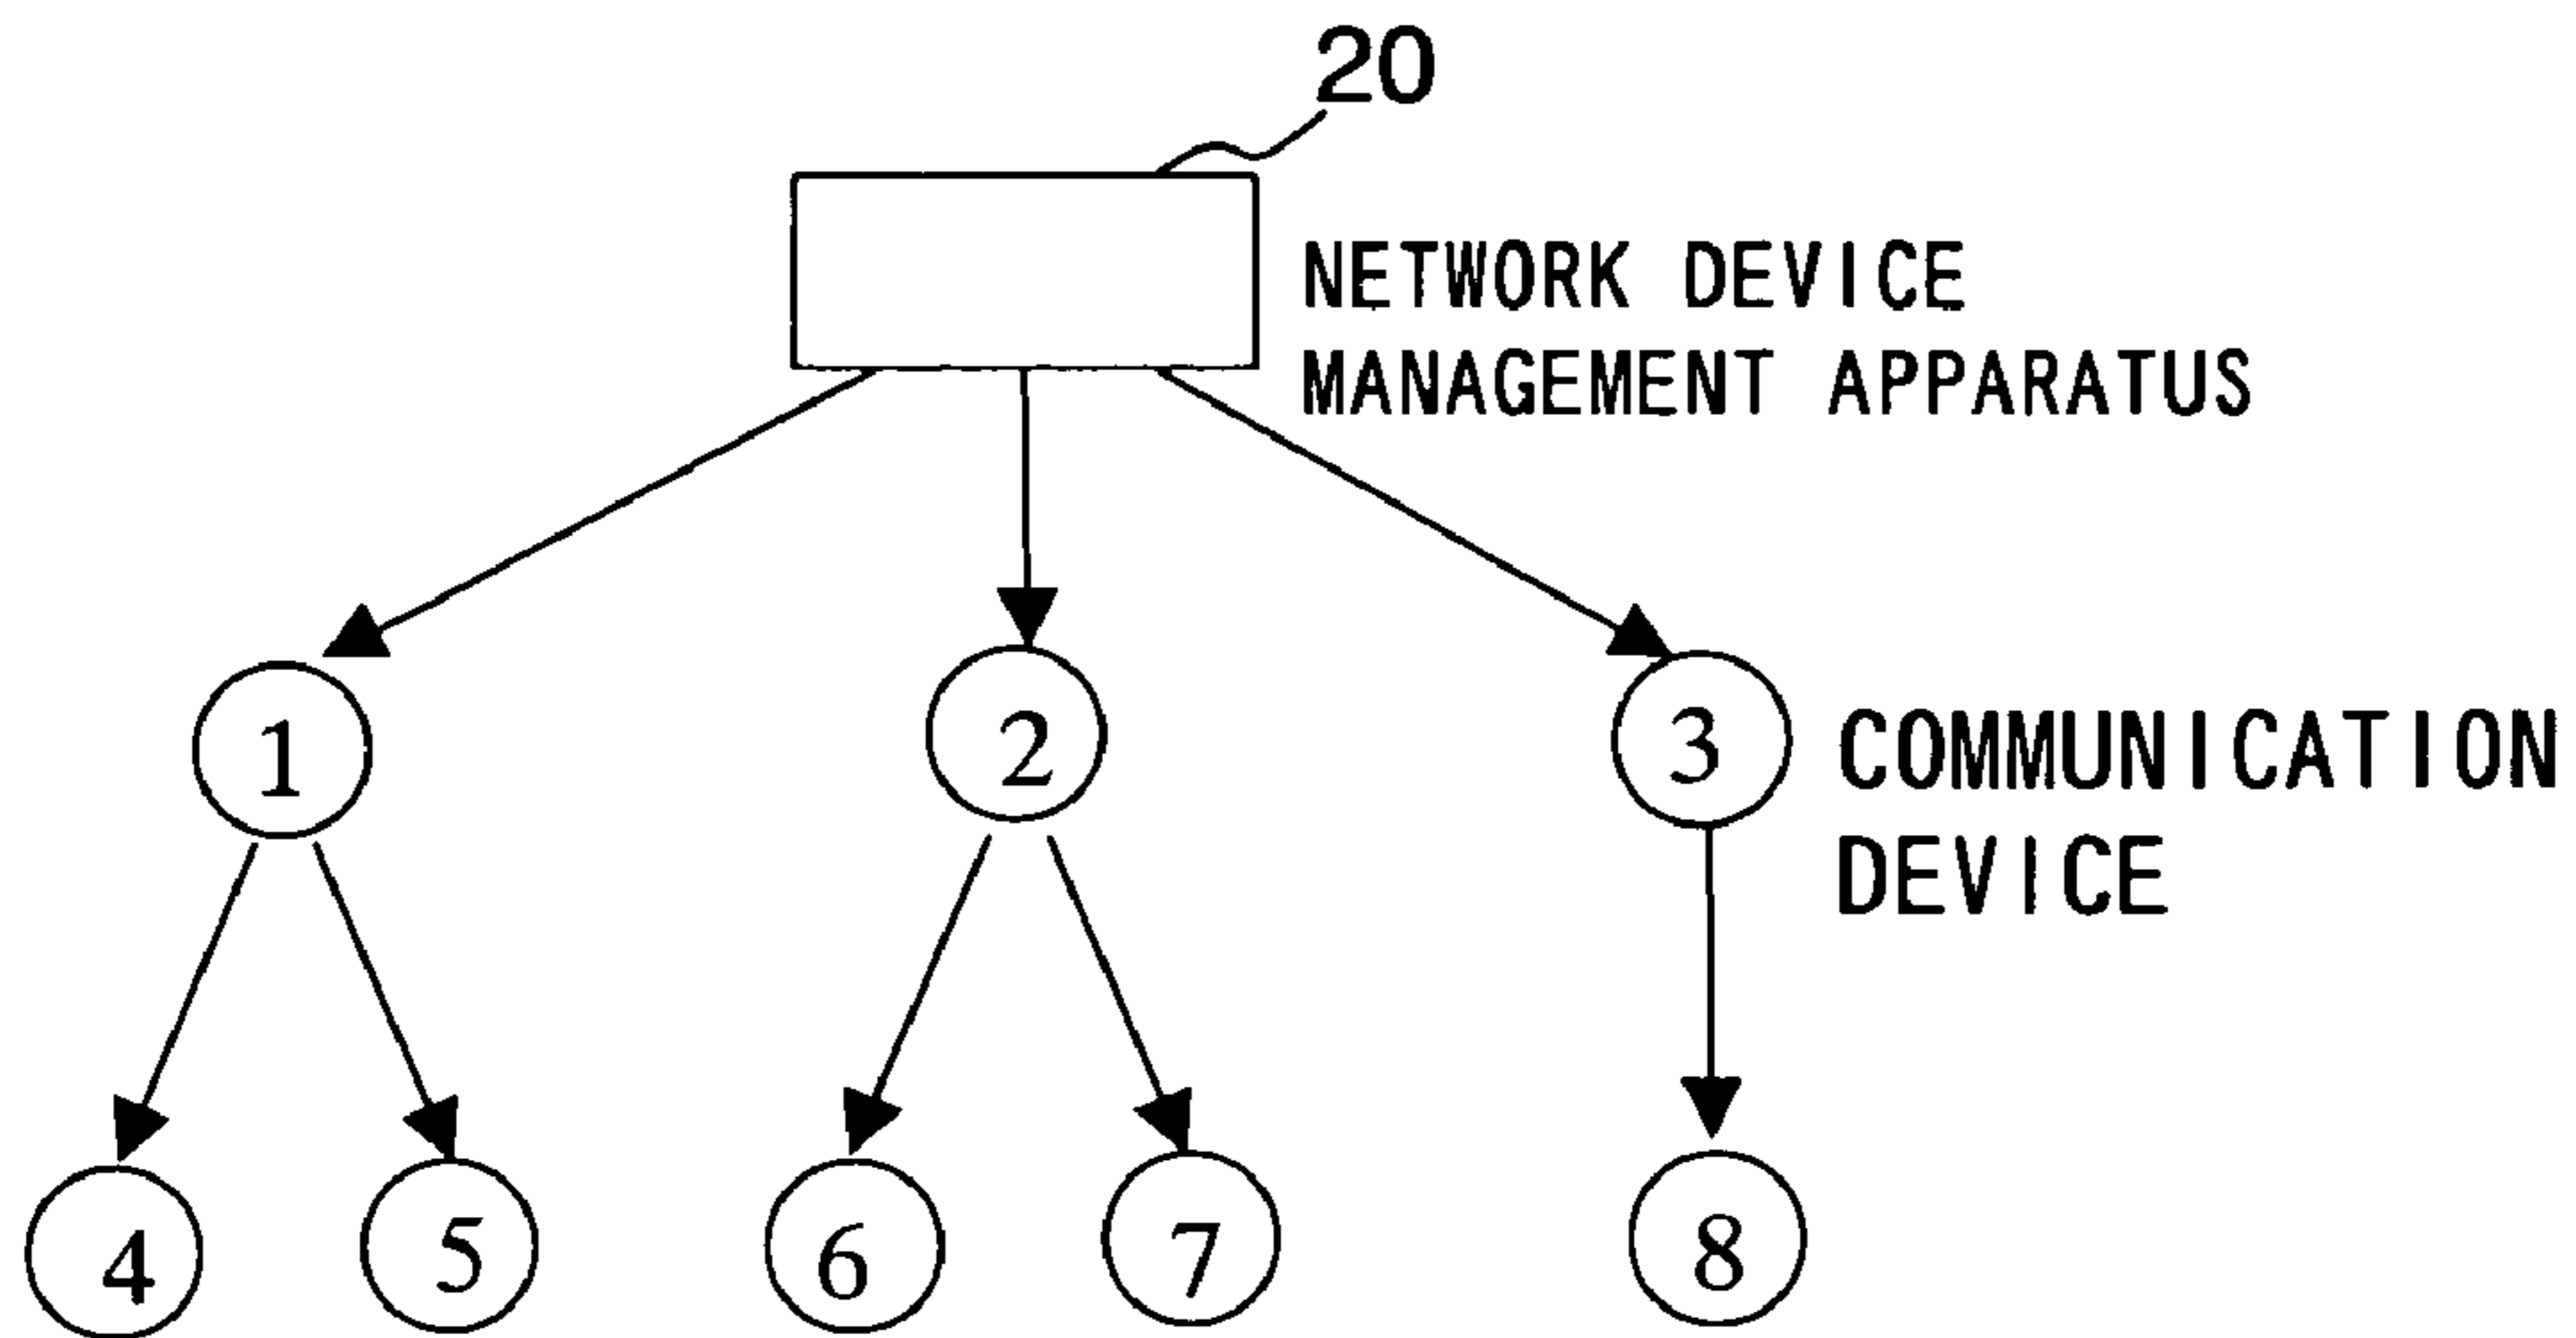 20
NETWORK DEVICE
MANAGEMENT APPARATUS
1
2
3
COMMUNICATION
DEVICE
4
5
6
7
8